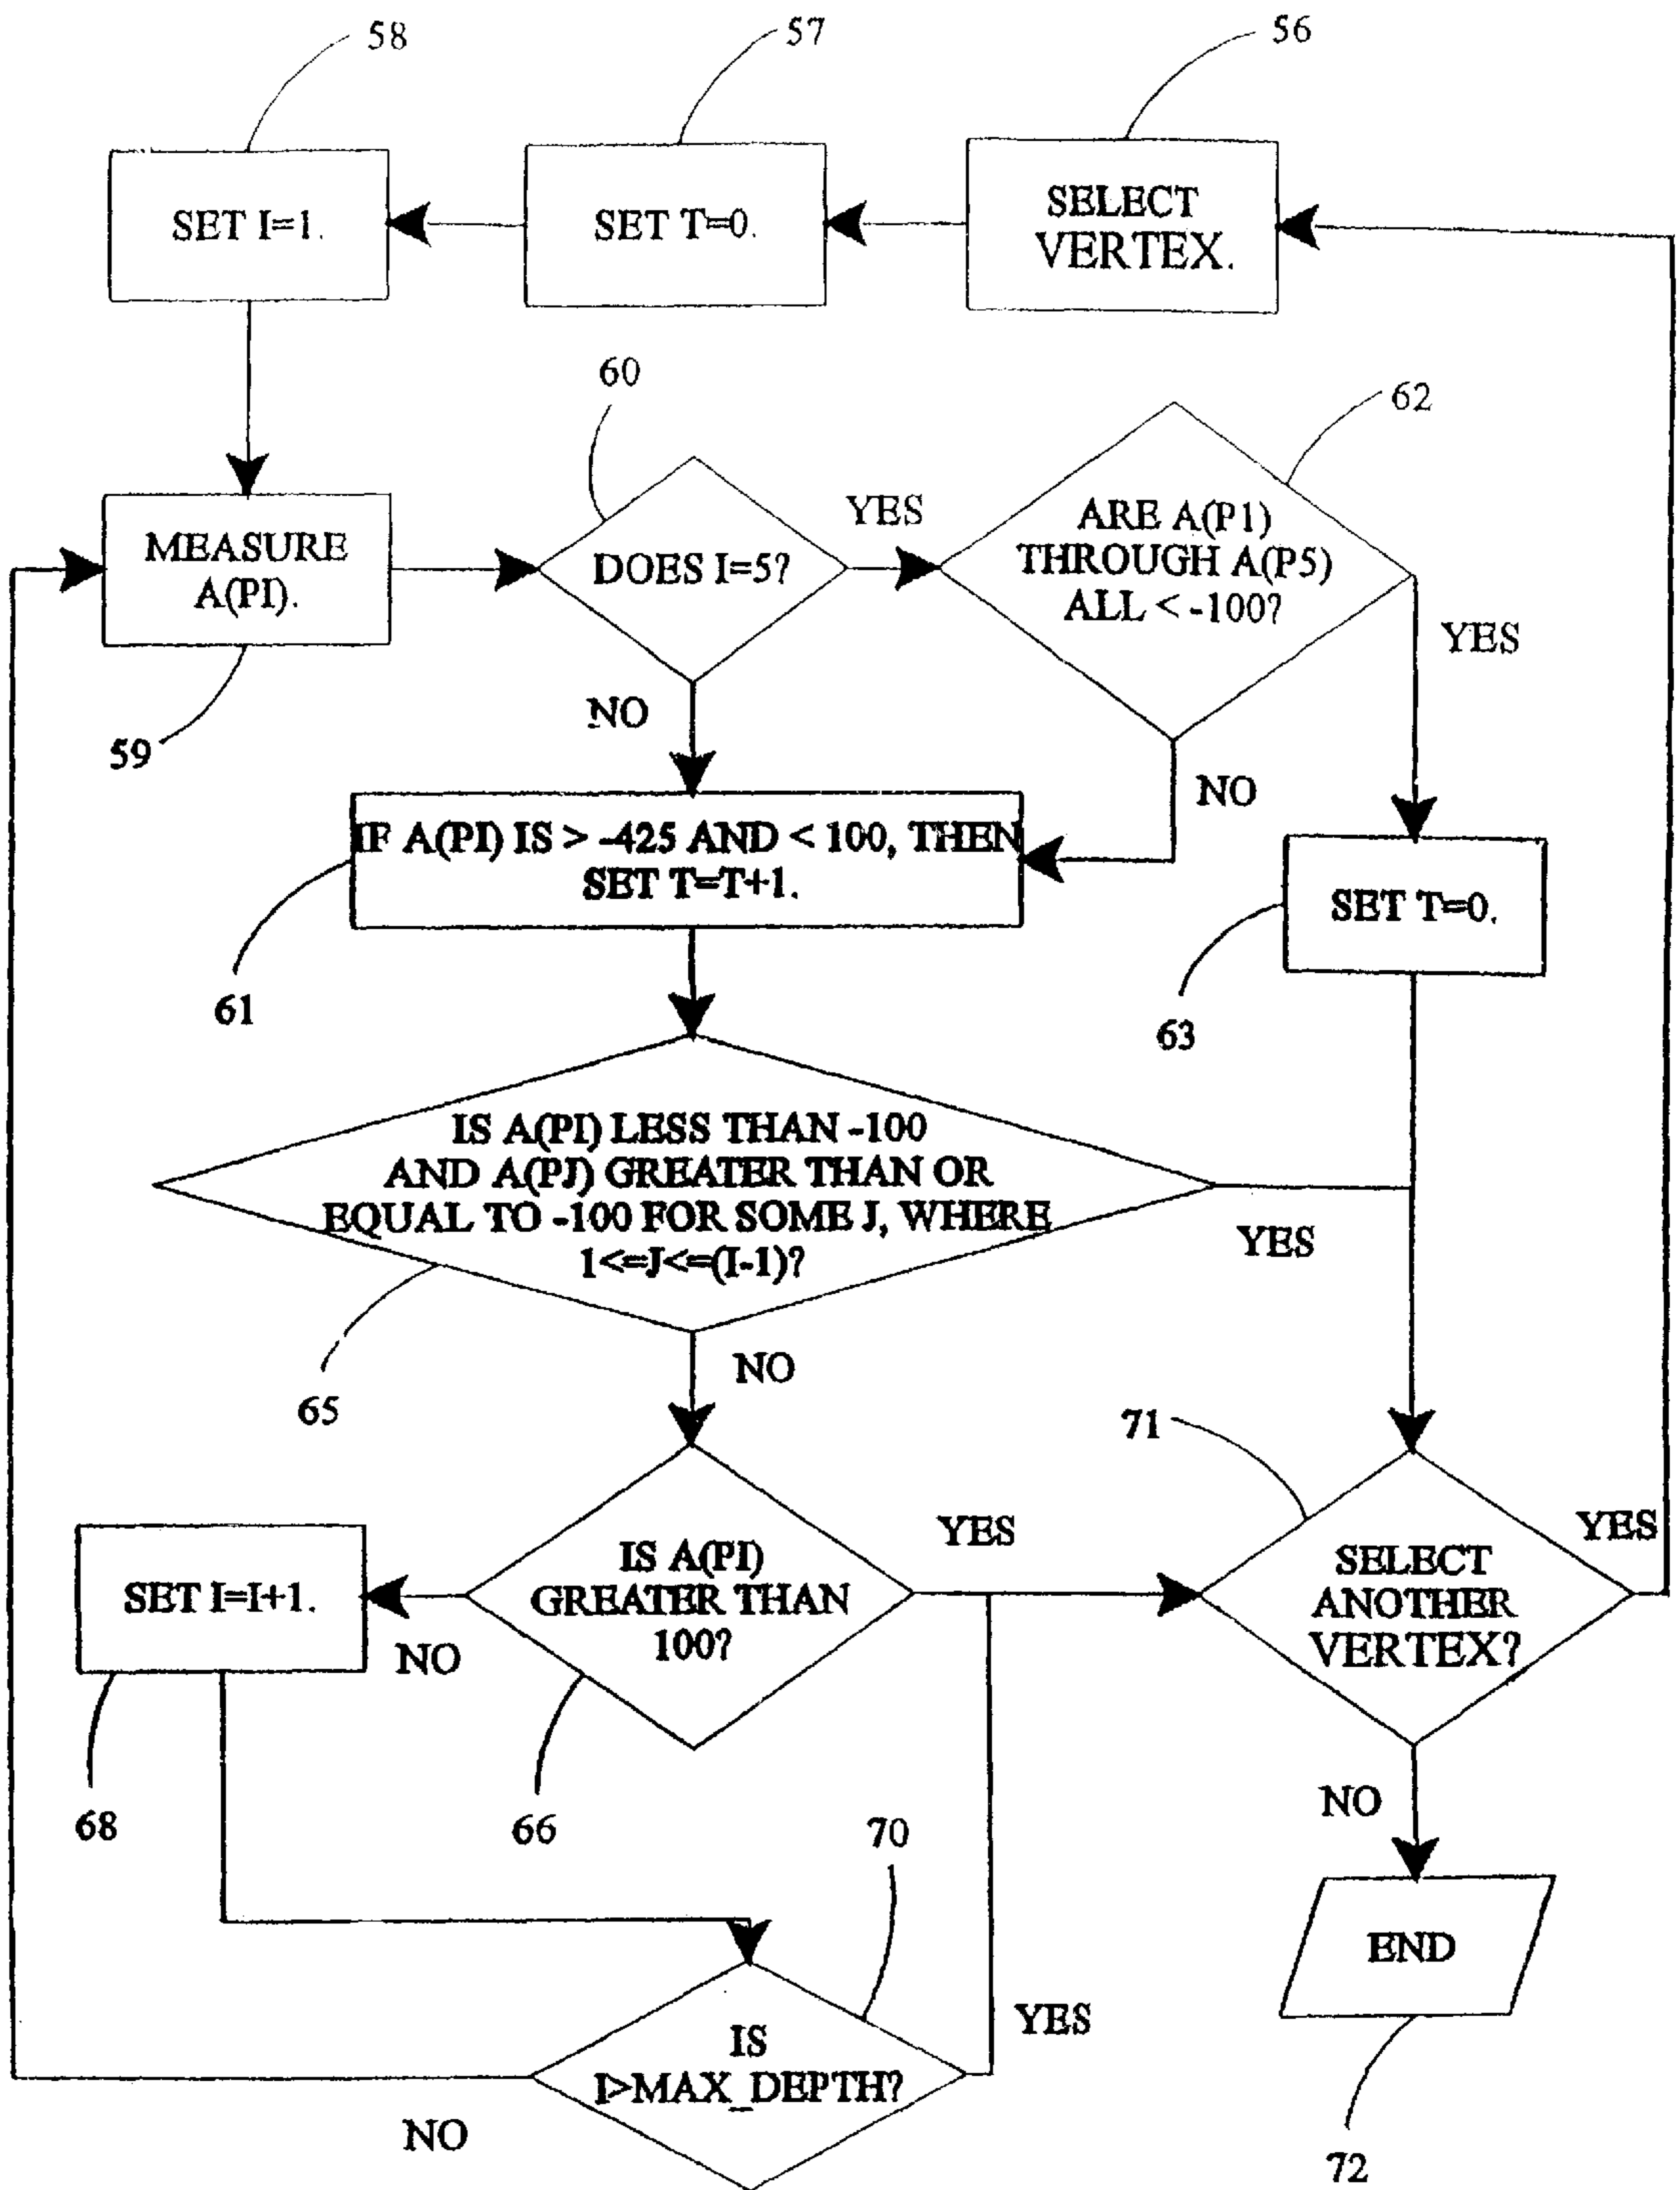 58
57
56
SET I=1.
SET T=0.
SELECT
VERTEX.
60
62
MEASURE
A(PI).
DOES I=5?
YES
ARE A(P1)
THROUGH A(P5)
ALL < -100?
YES
59
NO
NO
IF A(PI) IS > -425 AND < 100, THEN
SET T=T+1.
SET T=0.
61
63
IS A(PI) LESS THAN -100
AND A(PJ) GREATER THAN OR
EQUAL TO -100 FOR SOME J, WHERE
1<=J<=(I-1)?
YES
65
NO
71
SET I=I+1.
NO
IS A(PI)
GREATER THAN
100?
YES
SELECT
ANOTHER
VERTEX?
YES
68
66
70
NO
END
IS
I>MAX_DEPTH?
YES
NO
72